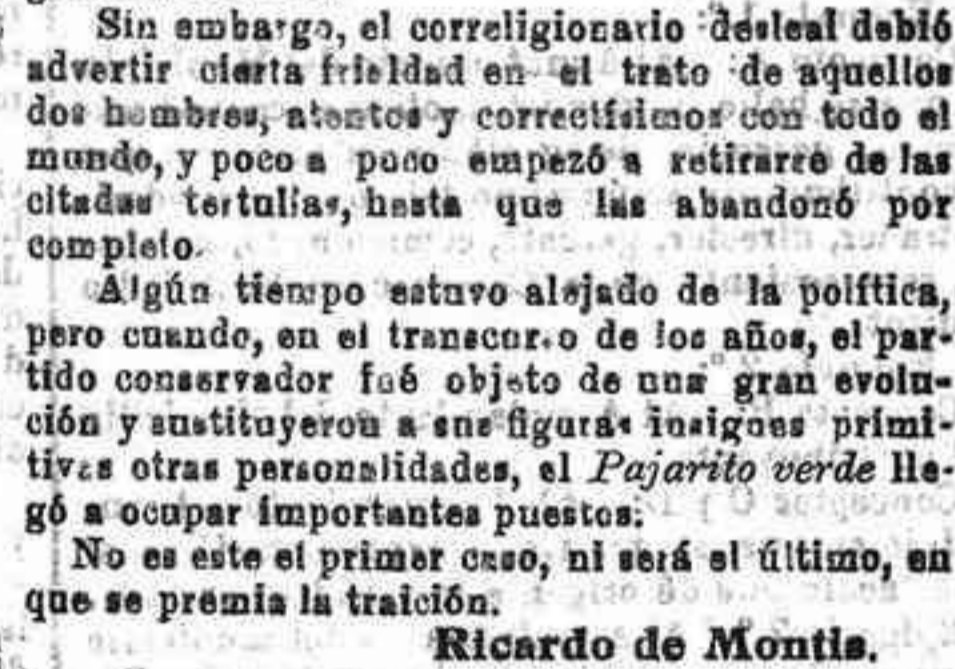 Sin embargo, el correligionario desleal debió
advertir cierta frieldad en el trato de aquellos
dos hombres, atentos y correctísimos con todo el
mundo, y poco a poco empezó a retirarre de las
citadas tertulias, hasta que las abandonó por
completo.
Algún tiempo estuvo alejado de la política,
pero cuando, en el transcurso de los años, el par-
tido conservador fué objeto de una gran evolu-
ción y sustituyeron a sus figuras insignes primi-
tivas otras personalidades, el Pajarito verde lle-
gó a ocupar importantes puestos.
No es este el primer caso, ni será el último, en
que se premia la traición.
Ricardo de Montis.